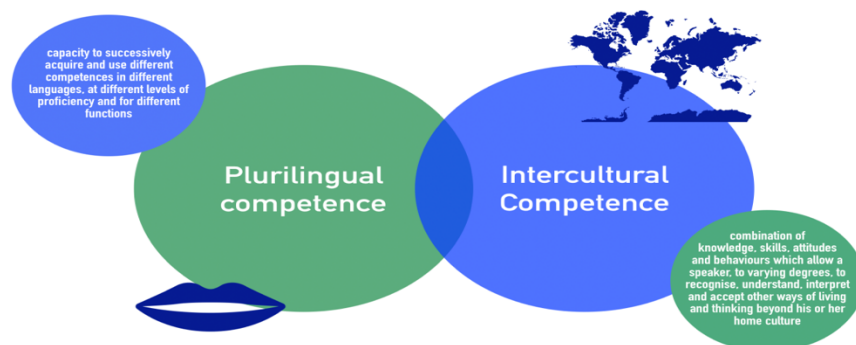 capacity to successively
acquire and use different
competences in different
languages, at different levels of
proficiency and for different
functions
Plurilingual
competence
Intercultural
Competence
combination of
knowledge, skills, attitudes
and behaviours which allow a
speaker, to varying degrees, to
recognise, understand, interpret
and accept other ways of living
and thinking beyond his or her
home culture